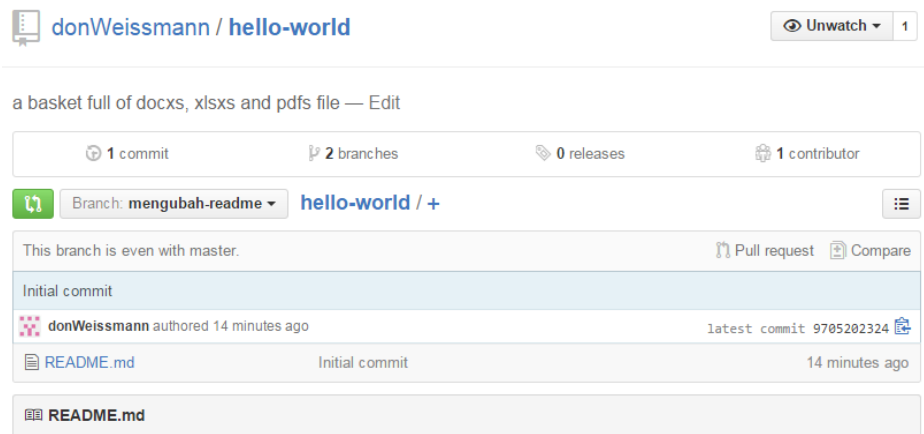 donWeissmann / hello-world
Unwatch 1
a basket full of docxs, xlsxs and pdfs file — Edit
1 commit 2 branches 0 releases 1 contributor
Branch: mengubah-readme hello-world / +
This branch is even with master. Pull request Compare
Initial commit
donWeissmann authored 14 minutes ago latest commit 9705202324
README.md Initial commit 14 minutes ago
README.md